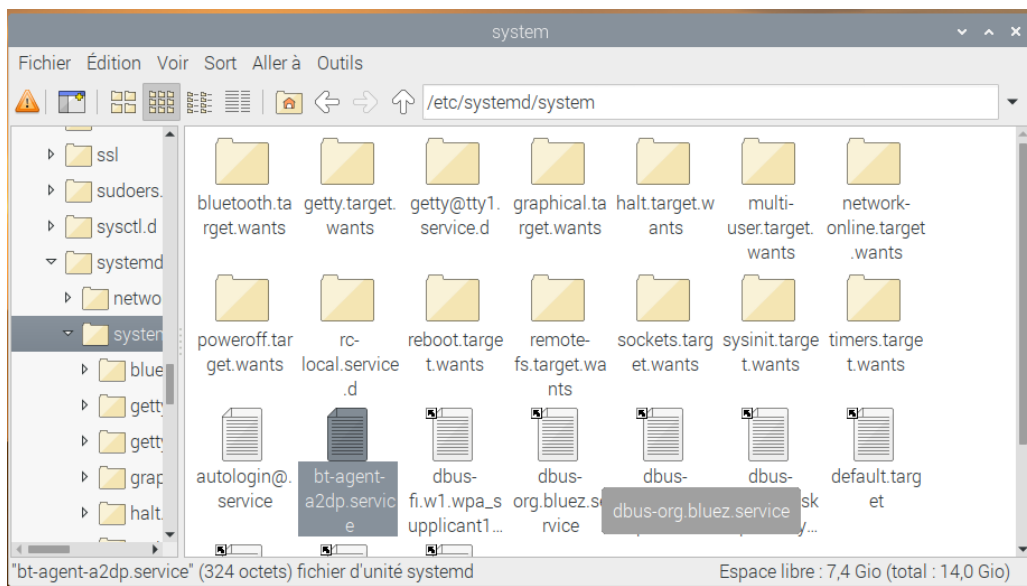 system
Fichier Édition Voir Sort Aller à Outils
/etc/systemd/system
ssl
sudoers.
sysctl.d
systemd
netwo
system
blue
getty
getty
grap
halt.
bluetooth.ta
rget.wants
getty.target.
wants
getty@tty1.
service.d
graphical.ta
rget.wants
halt.target.w
ants
multi-
user.target.
wants
network-
online.target
.wants
poweroff.tar
get.wants
rc-
local.service
.d
reboot.targe
t.wants
remote-
fs.target.wa
nts
sockets.targ
et.wants
sysinit.targe
t.wants
timers.targe
t.wants
autologin@.
service
bt-agent-
a2dp.servic
e
dbus-
fi.w1.wpa_s
upplicant1...
dbus-
org.bluez.se
rvice
dbus-
dbus-
sk
y...
default.targ
et
dbus-org.bluez.service
"bt-agent-a2dp.service" (324 octets) fichier d'unité systemd
Espace libre : 7,4 Gio (total : 14,0 Gio)